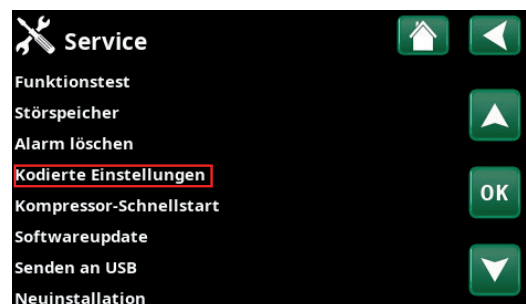 Service
Funktionstest
Störspeicher
Alarm löschen
Kodierte Einstellungen
Kompressor-Schnellstart
OK
Softwareupdate
Senden an USB
Neuinstallation